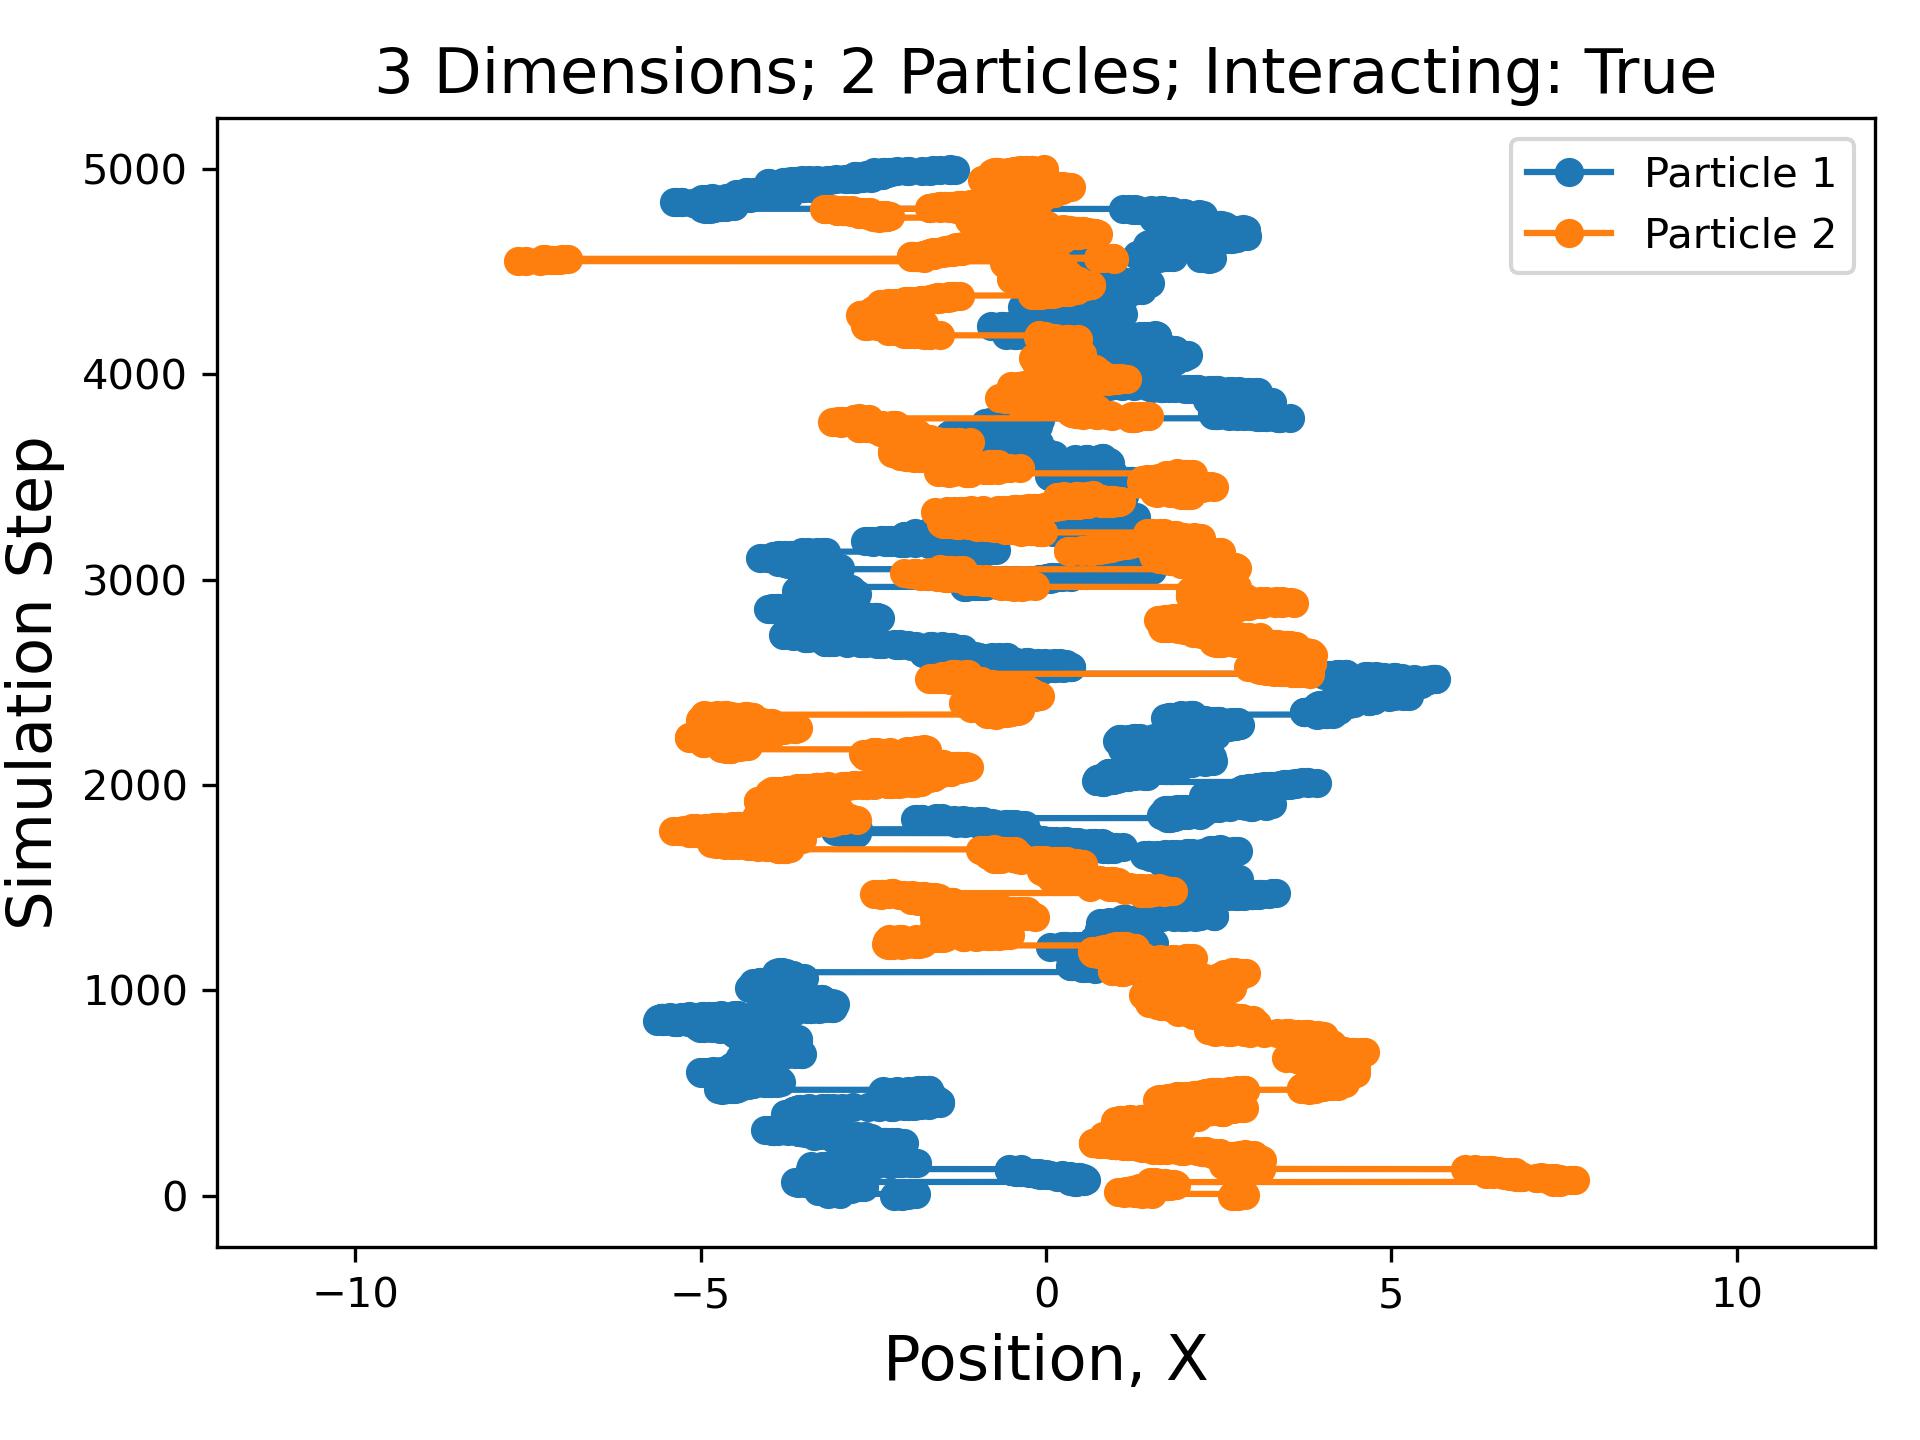 3 Dimensions; 2 Particles; Interacting: True
Particle 1
Particle 2
Simulation Step
5000
4000
3000
2000
1000
0
−10
−5
0
5
10
Position, X